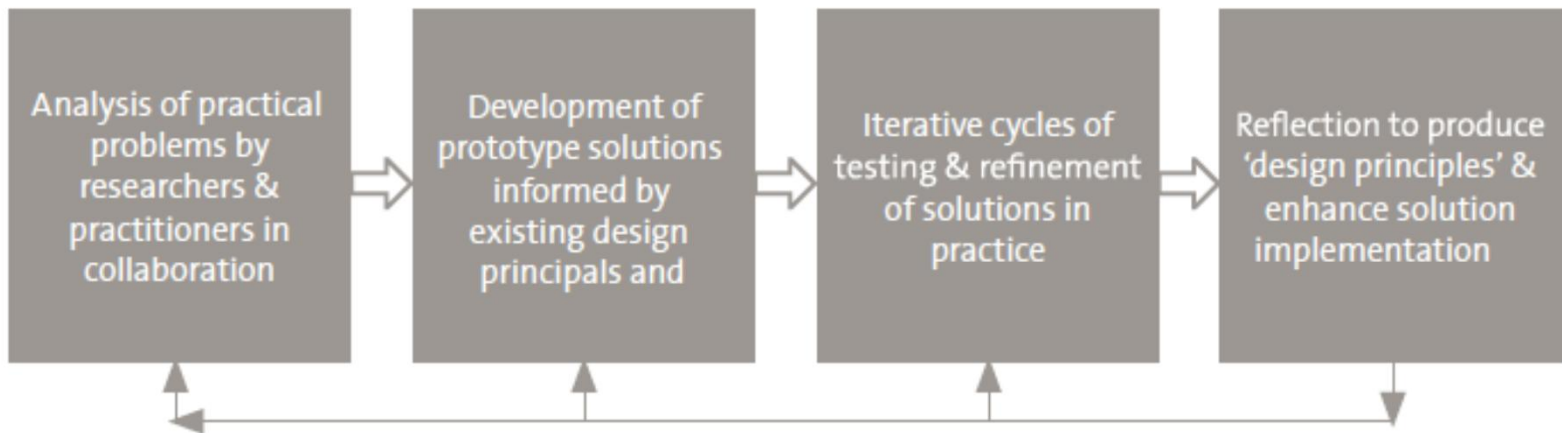 Analysis of practical
problems by
researchers &
practitioners in
collaboration
Development of
prototype solutions
informed by
existing design
principals and
Iterative cycles of
testing & refinement
of solutions in
practice
Reflection to produce
‘design principles’ &
enhance solution
implementation